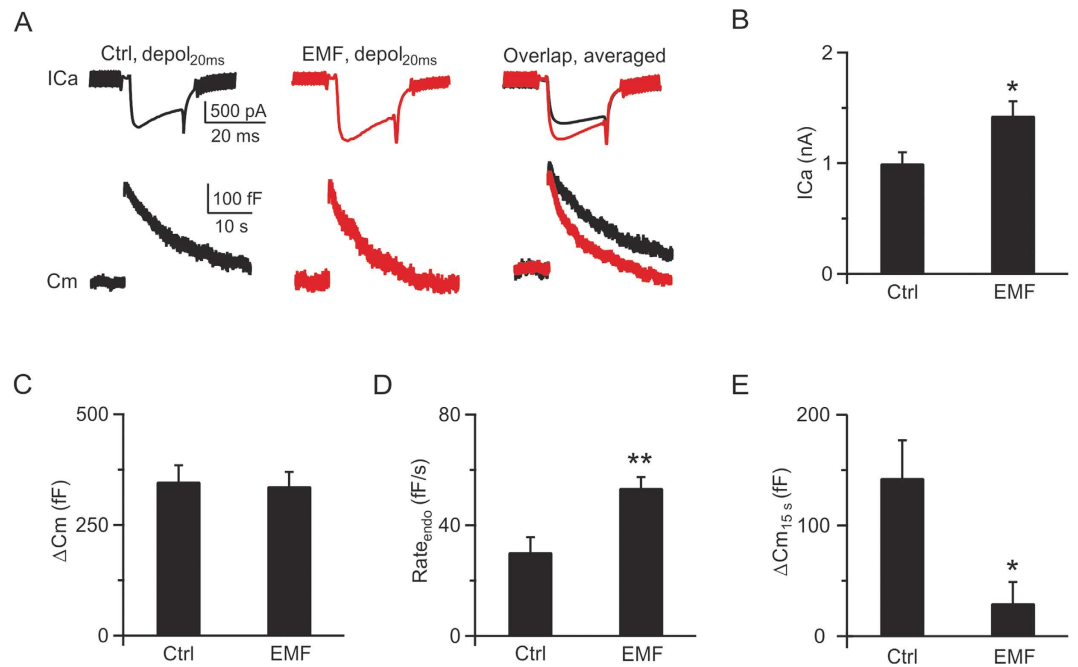 A
Ctrl, depol20ms
EMF, depol20ms
Overlap, averaged
ICa
500 pA
20 ms
100 fF
10 s
Cm
B
ICa (nA)
1
1
0
*
Ctrl
EMF
C
ΔCm (fF)
500
250
0
Ctrl
EMF
D
Rateendo (fF/s)
80
40
0
**
Ctrl
EMF
E
ΔCm15 s (fF)
200
100
0
*
Ctrl
EMF